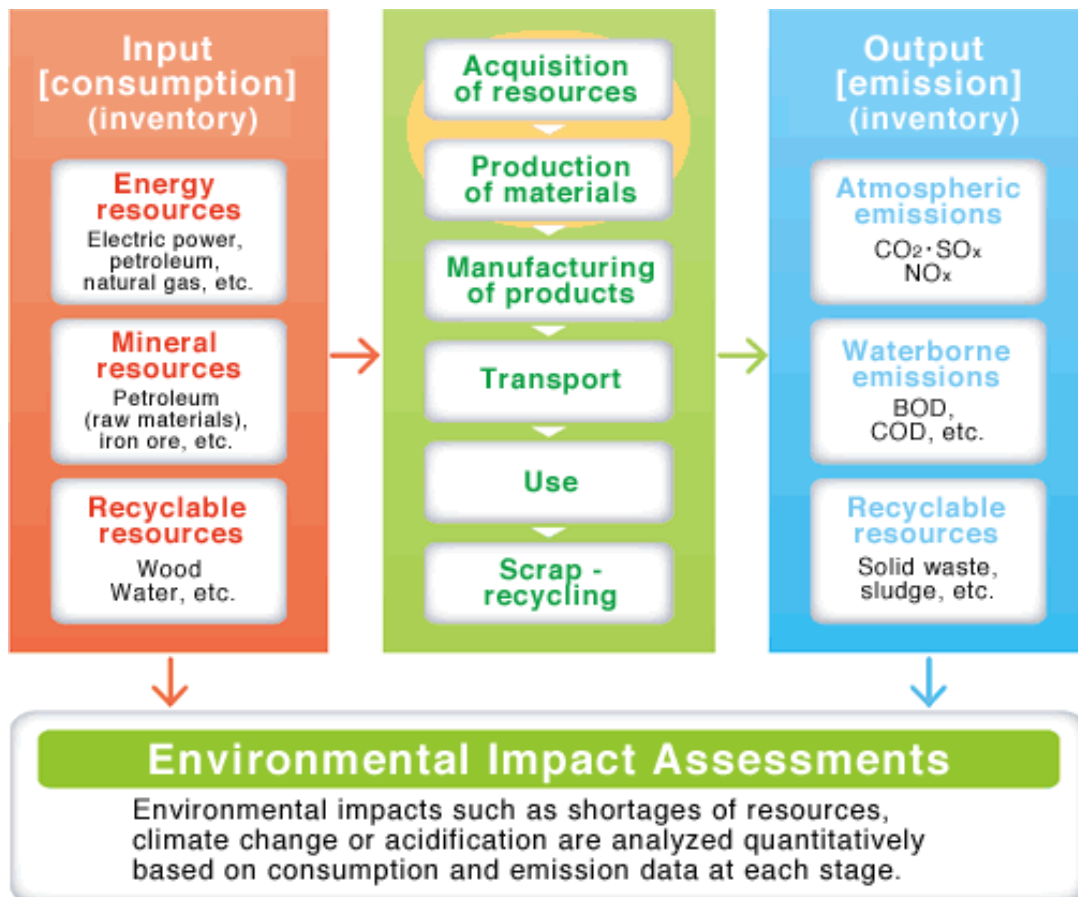 Input
[consumption]
(inventory)
Energy
resources
Electric power,
petroleum,
natural gas, etc.
Mineral
resources
Petroleum
(raw materials),
iron ore, etc.
Recyclable
resources
Wood
Water, etc.
Acquisition
of resources
Production
of materials
Manufacturing
of products
Transport
Use
Scrap -
recycling
Output
[emission]
(inventory)
Atmospheric
emissions
CO₂・SOₓ
NOₓ
Waterborne
emissions
BOD,
COD, etc.
Recyclable
resources
Solid waste,
sludge, etc.
Environmental Impact Assessments
Environmental impacts such as shortages of resources,
climate change or acidification are analyzed quantitatively
based on consumption and emission data at each stage.